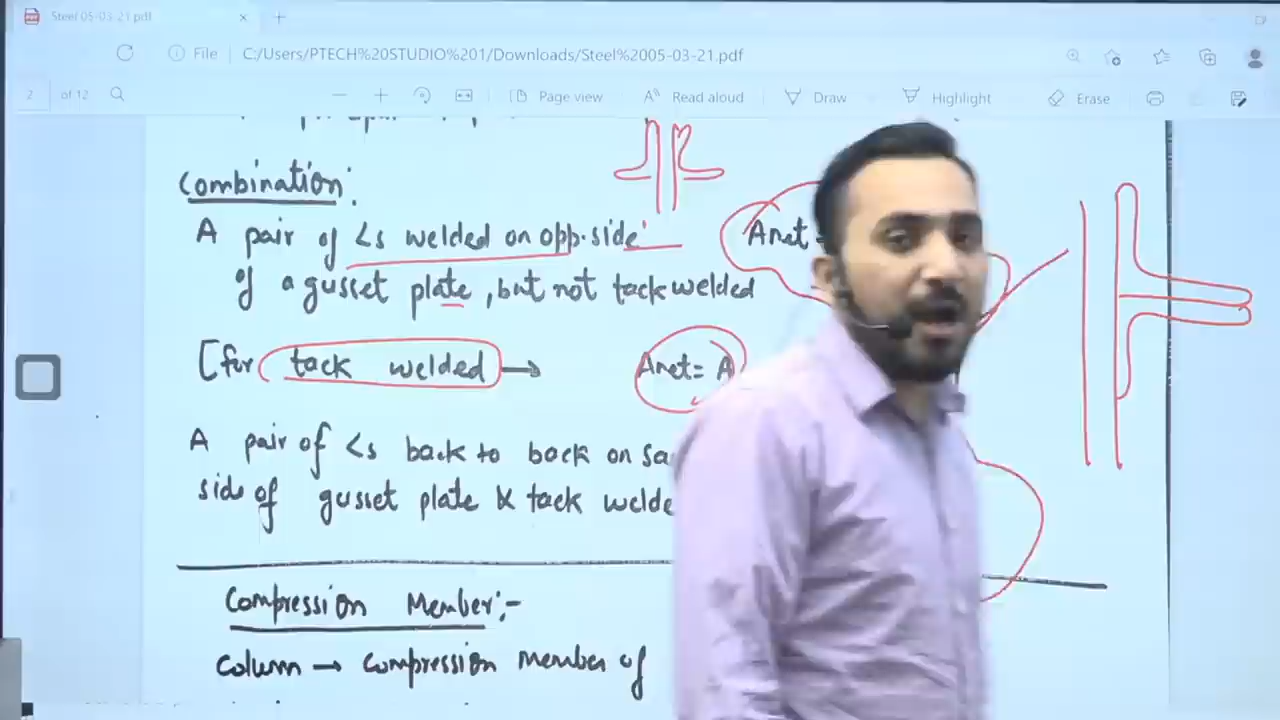 Steel 05-03-21.pdf
File C:/Users/PTECH%20STUDIO%201/Downloads/Steel%2005-03-21.pdf
2 of 12 Page view Read aloud Draw Highlight Erase
Combination:
A pair of ∠s welded on opp. side
of a gusset plate, but not tack welded
Anet
[for tack welded → Anet = A
A pair of ∠s back to back on
side of gusset plate & tack
Compression Member:-
Column → compression member of